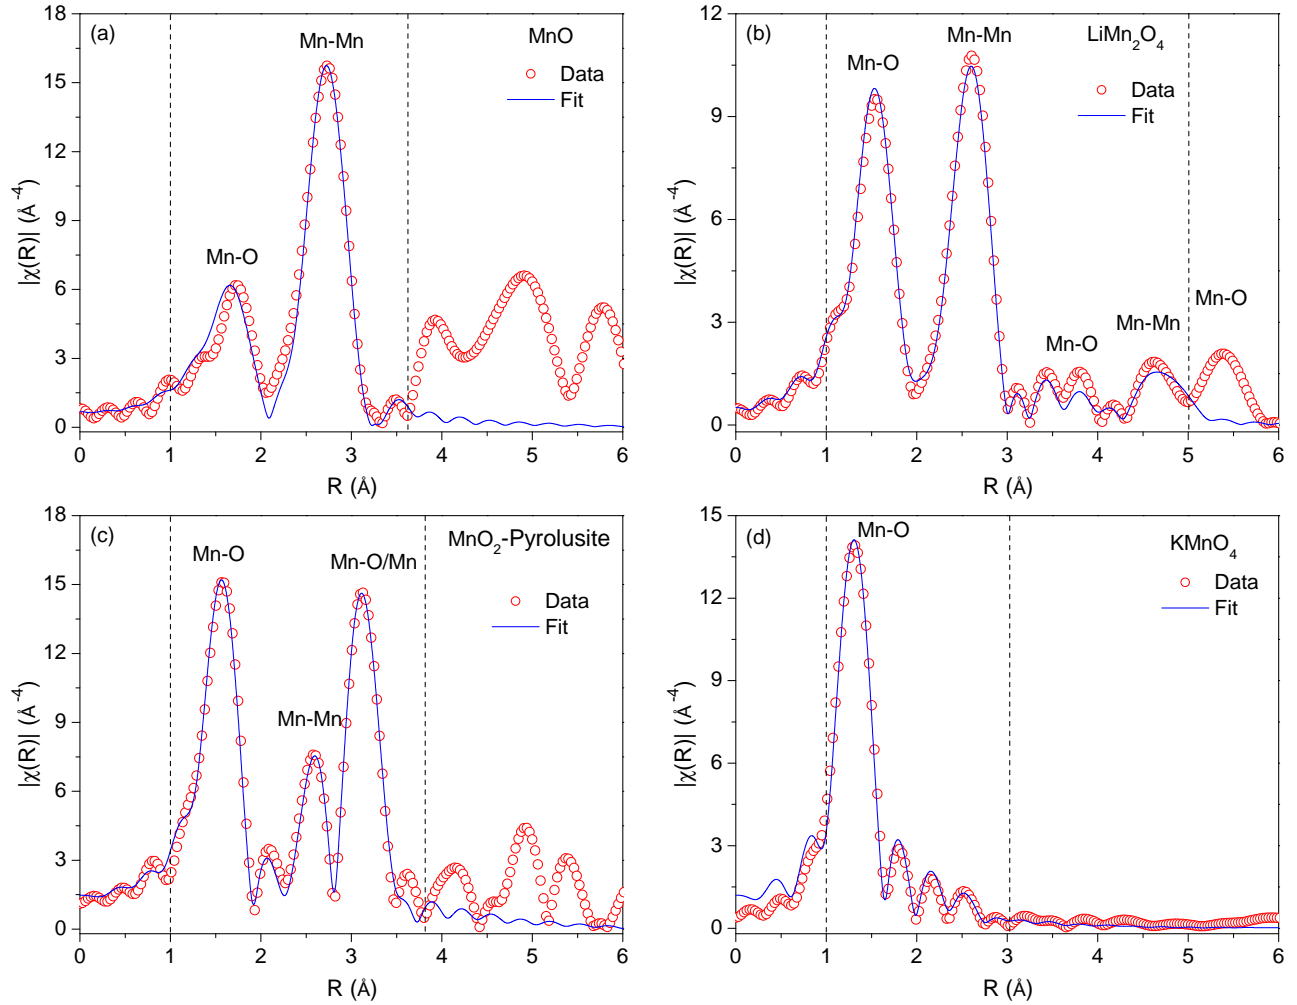 (a)
MnO
Mn-Mn
Data
Fit
Mn-O
|χ(R)| (Å⁻⁴)
18
15
12
9
6
3
0
0 1 2 3 4 5 6
R (Å)
(b)
LiMn₂O₄
Mn-Mn
Mn-O
Data
Fit
Mn-O
Mn-Mn
Mn-O
|χ(R)| (Å⁻⁴)
12
9
6
3
0
0 1 2 3 4 5 6
R (Å)
(c)
MnO₂-Pyrolusite
Mn-O
Mn-O/Mn
Data
Fit
Mn-Mn
|χ(R)| (Å⁻⁴)
18
15
12
9
6
3
0
0 1 2 3 4 5 6
R (Å)
(d)
Mn-O
KMnO₄
Data
Fit
|χ(R)| (Å⁻⁴)
15
12
9
6
3
0
0 1 2 3 4 5 6
R (Å)